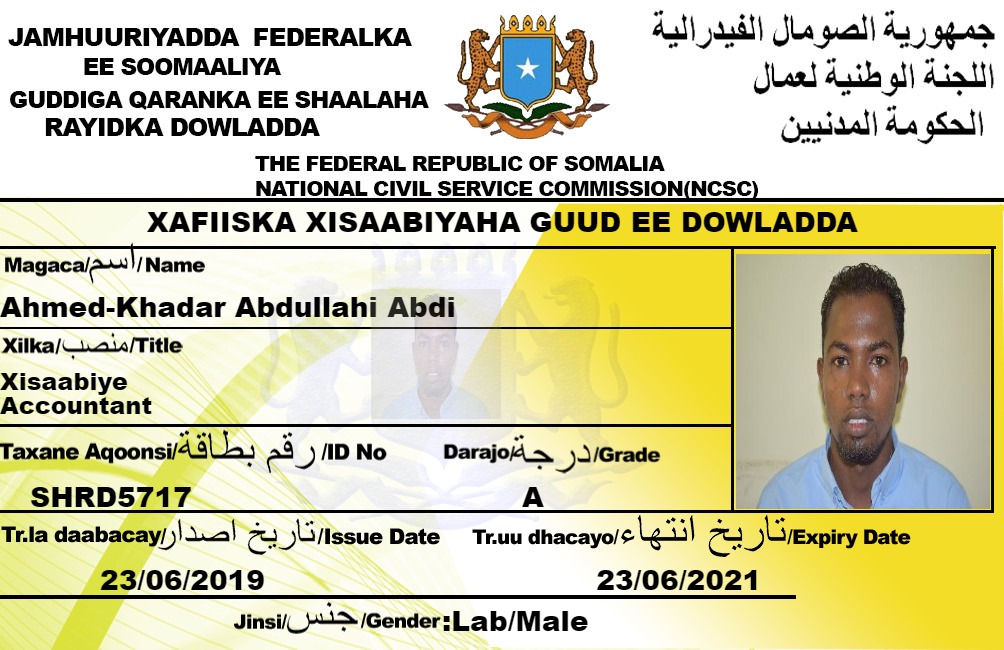 JAMHUURIYADDA FEDERALKA
EE SOOMAALIYA
GUDDIGA QARANKA EE SHAALAHA
RAYIDKA DOWLADDA
جمهورية الصومال الفيدرالية
اللجنة الوطنية لعمال
الحكومة المدنيين
THE FEDERAL REPUBLIC OF SOMALIA
NATIONAL CIVIL SERVICE COMMISSION(NCSC)
XAFIISKA XISAABIYAHA GUUD EE DOWLADDA
Magaca/اسم/Name
Ahmed-Khadar Abdullahi Abdi
Xilka/منصب/Title
Xisaabiye
Accountant
Taxane Aqoonsi/رقم بطاقة/ID No
Darajo/درجة/Grade
SHRD5717
A
Tr.la daabacay/تاريخ اصدار/Issue Date
Tr.uu dhacayo/تاريخ انتهاء/Expiry Date
23/06/2019
23/06/2021
Jinsi/جنس/Gender:Lab/Male